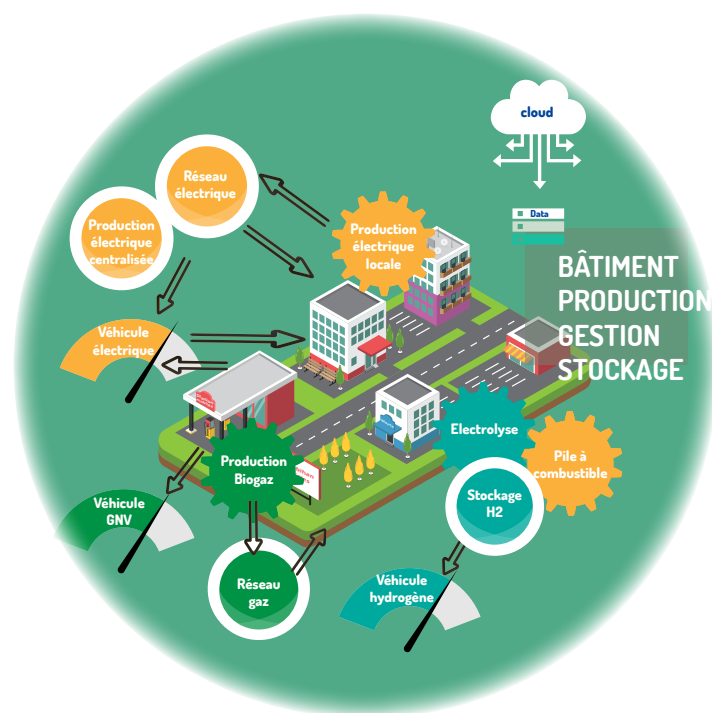 cloud
Data
Réseau
électrique
Production
électrique
centralisée
Production
électrique
locale
BÂTIMENT
PRODUCTION
GESTION
STOCKAGE
Véhicule
électrique
Electrolyse
Pile à
combustible
Production
Biogaz
Stockage
H2
Véhicule
GNV
Réseau
gaz
Véhicule
hydrogène